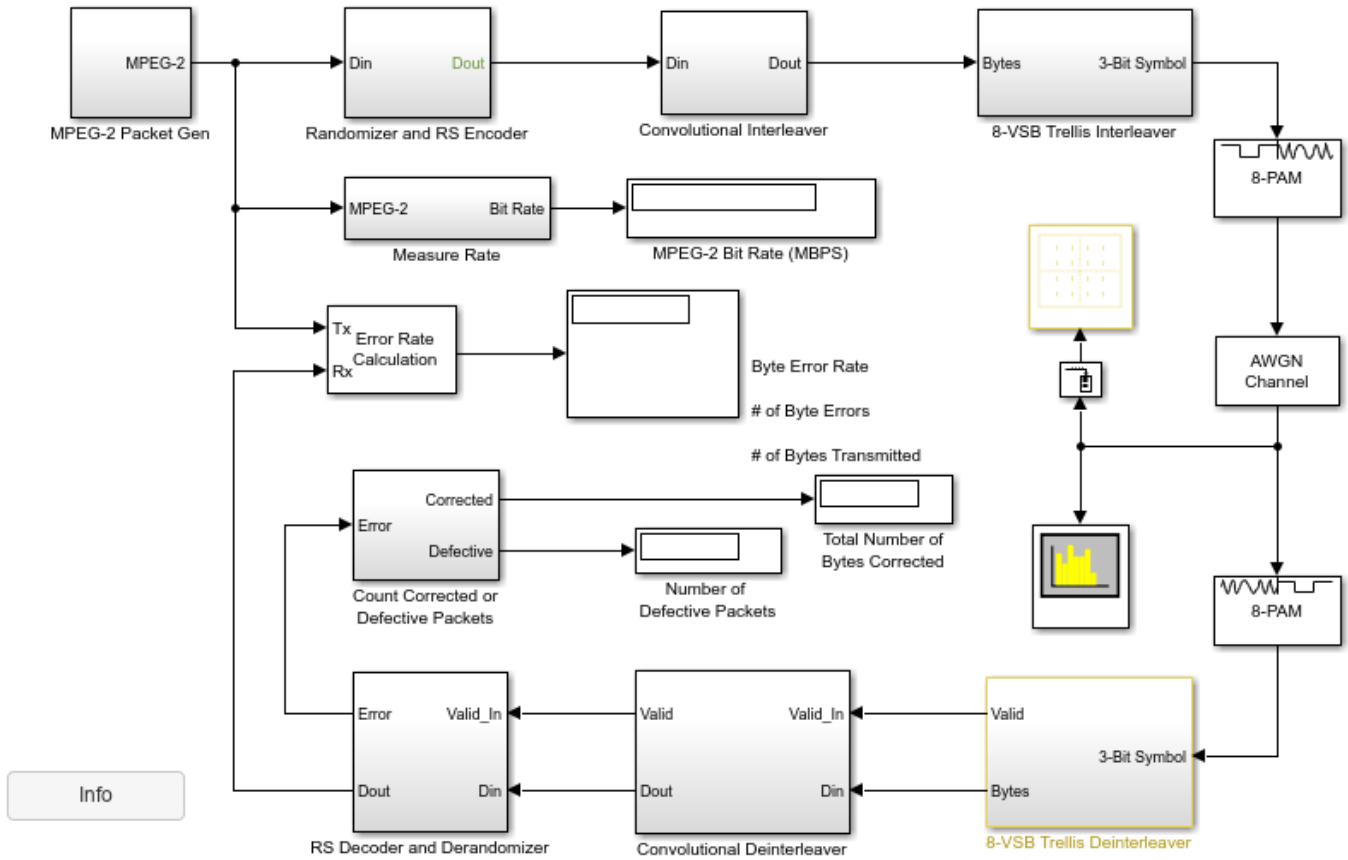 MPEG-2
MPEG-2 Packet Gen
Din
Dout
Randomizer and RS Encoder
Din
Dout
Convolutional Interleaver
Bytes
3-Bit Symbol
8-VSB Trellis Interleaver
8-PAM
MPEG-2
Bit Rate
Measure Rate
MPEG-2 Bit Rate (MBPS)
Tx
Rx
Error Rate
Calculation
Byte Error Rate
# of Byte Errors
# of Bytes Transmitted
AWGN
Channel
Error
Corrected
Defective
Count Corrected or
Defective Packets
Total Number of
Bytes Corrected
Number of
Defective Packets
8-PAM
Error
Valid_In
Dout
Din
RS Decoder and Derandomizer
Valid
Valid_In
Dout
Din
Convolutional Deinterleaver
Valid
3-Bit Symbol
Bytes
8-VSB Trellis Deinterleaver
Info